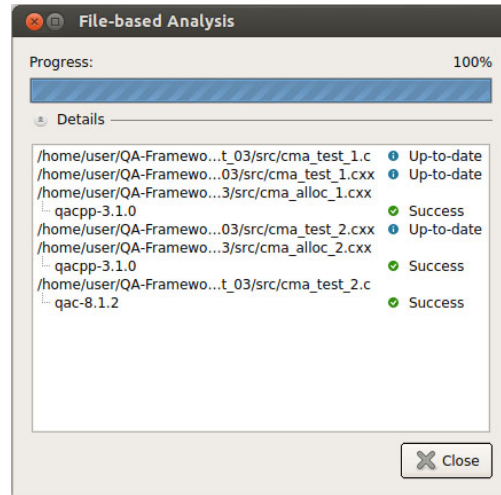 File-based Analysis
Progress: 100%
Details
/home/user/QA-Framewo...t_03/src/cma_test_1.c Up-to-date
/home/user/QA-Framewo...03/src/cma_test_1.cxx Up-to-date
/home/user/QA-Framewo...3/src/cma_alloc_1.cxx
qacpp-3.1.0 Success
/home/user/QA-Framewo...03/src/cma_test_2.cxx Up-to-date
/home/user/QA-Framewo...3/src/cma_alloc_2.cxx
qacpp-3.1.0 Success
/home/user/QA-Framewo...t_03/src/cma_test_2.c
qac-8.1.2 Success
Close